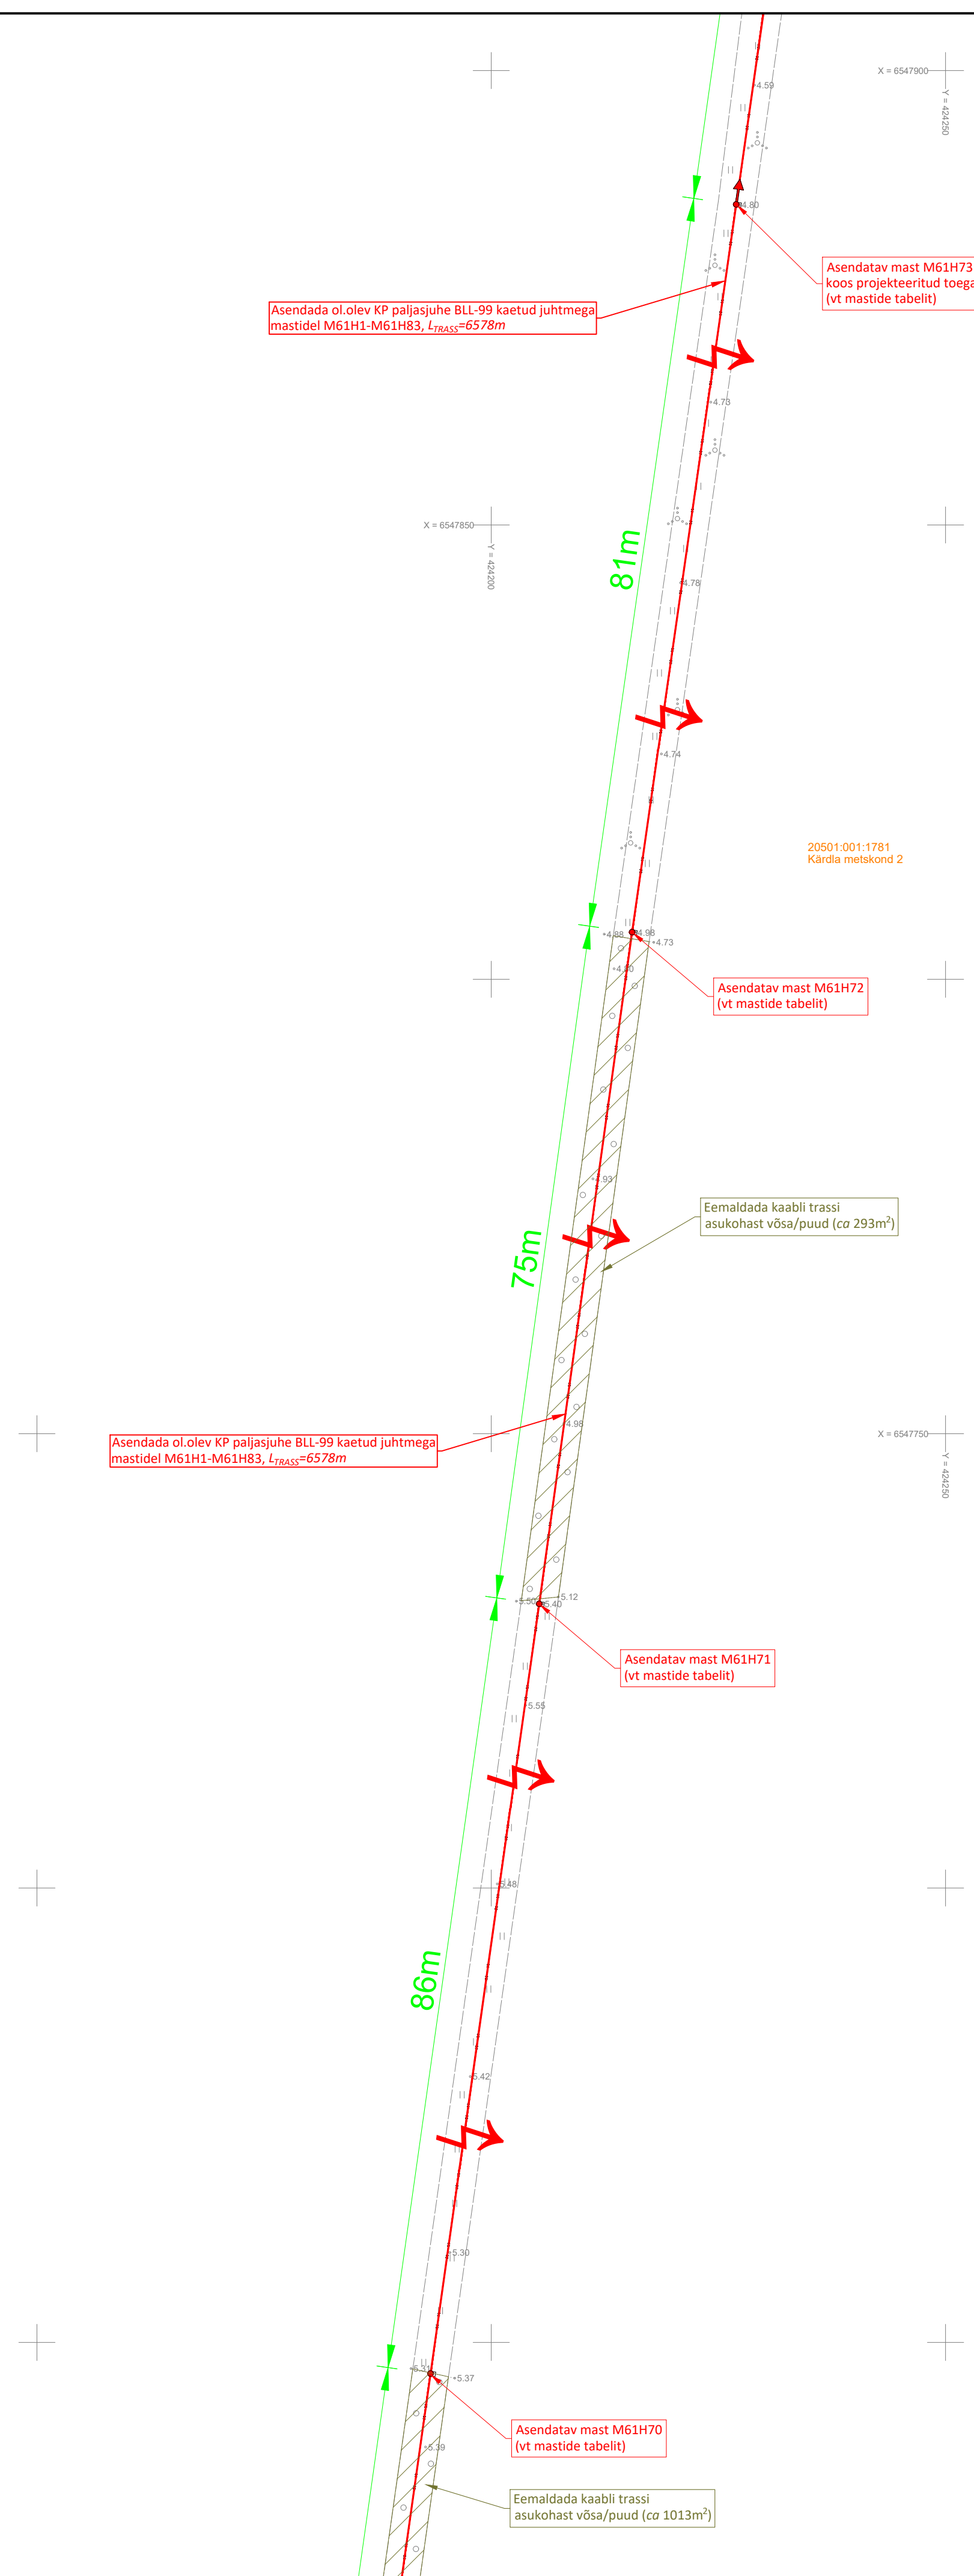 X = 6547900
Y = 424250
4.59
4.80
Asendatav mast M61H73
koos projekteeritud toega
(vt mastide tabelit)
Asendada ol.olev KP paljasjuhe BLL-99 kaetud juhtmega
mastidel M61H1-M61H83, LTRASS=6578m
4.73
X = 6547850
Y = 424200
81m
4.78
4.74
20501:001:1781
Kärdla metskond 2
4.88
4.98
4.73
Asendatav mast M61H72
(vt mastide tabelit)
4.93
Eemaldada kaabli trassi
asukohast võsa/puud (ca 293m²)
75m
4.98
X = 6547750
Y = 424250
Asendada ol.olev KP paljasjuhe BLL-99 kaetud juhtmega
mastidel M61H1-M61H83, LTRASS=6578m
5.50
5.40
5.12
Asendatav mast M61H71
(vt mastide tabelit)
5.55
5.48
86m
5.42
5.30
5.31
5.37
Asendatav mast M61H70
(vt mastide tabelit)
5.39
Eemaldada kaabli trassi
asukohast võsa/puud (ca 1013m²)